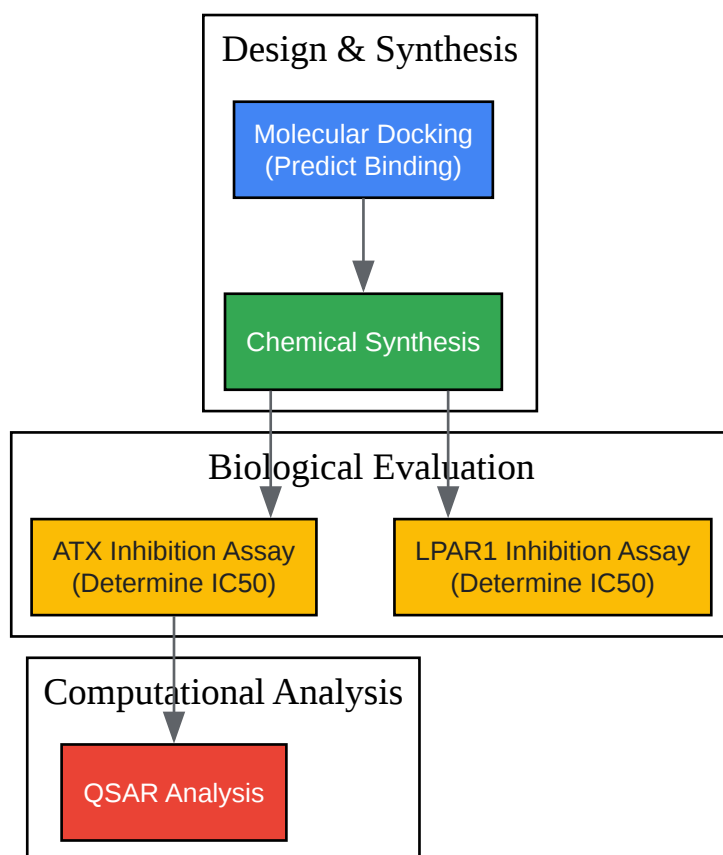 Design & Synthesis
Molecular Docking
(Predict Binding)
Chemical Synthesis
Biological Evaluation
ATX Inhibition Assay
(Determine IC50)
LPAR1 Inhibition Assay
(Determine IC50)
Computational Analysis
QSAR Analysis